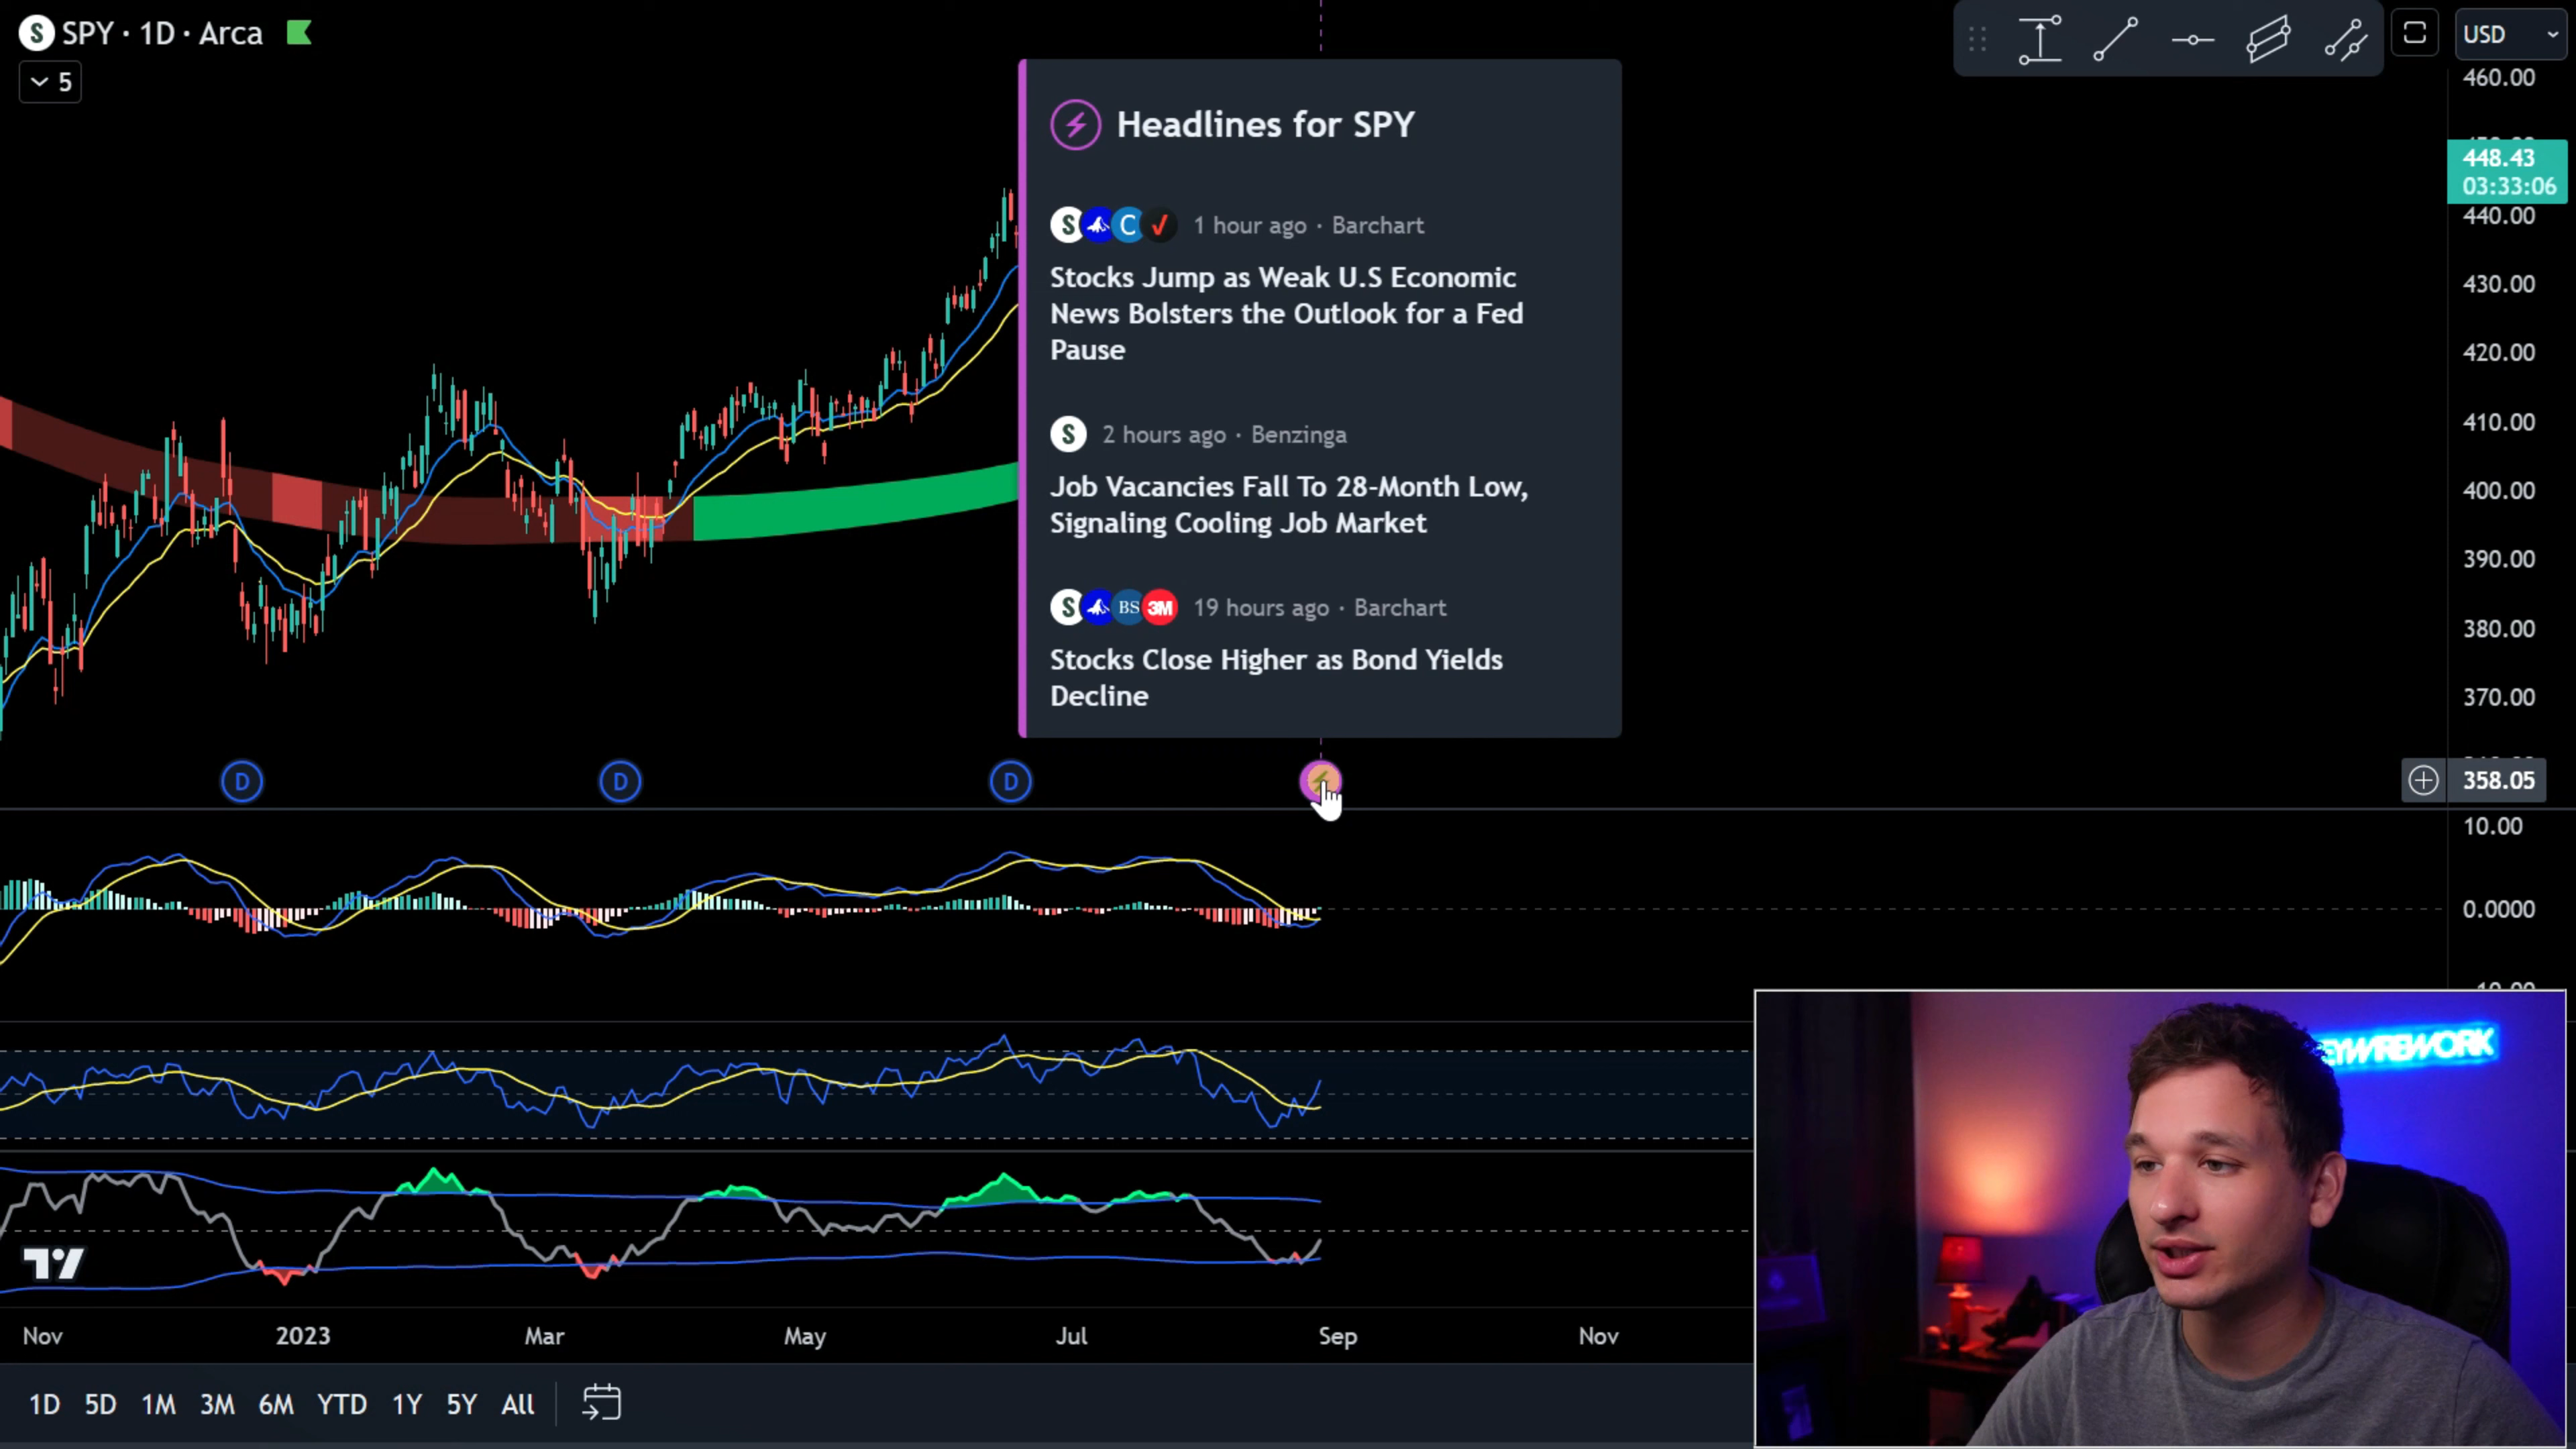 S SPY · 1D · Arca
5
USD
460.00
448.43
03:33:06
440.00
430.00
420.00
410.00
400.00
390.00
380.00
370.00
358.05
Headlines for SPY
S C 1 hour ago · Barchart
Stocks Jump as Weak U.S Economic
News Bolsters the Outlook for a Fed
Pause
S 2 hours ago · Benzinga
Job Vacancies Fall To 28-Month Low,
Signaling Cooling Job Market
S BS 3M 19 hours ago · Barchart
Stocks Close Higher as Bond Yields
Decline
D D D
10.00
0.0000
Nov 2023 Mar May Jul Sep Nov
1D 5D 1M 3M 6M YTD 1Y 5Y All